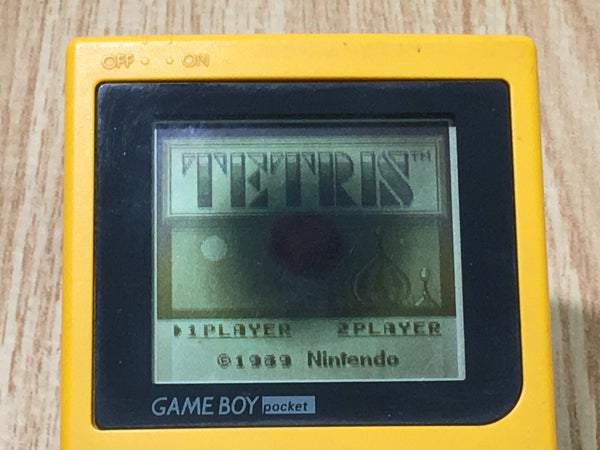 OFF • • ON
TETRIS™
▶1PLAYER 2PLAYER
©1989 Nintendo
GAME BOY pocket